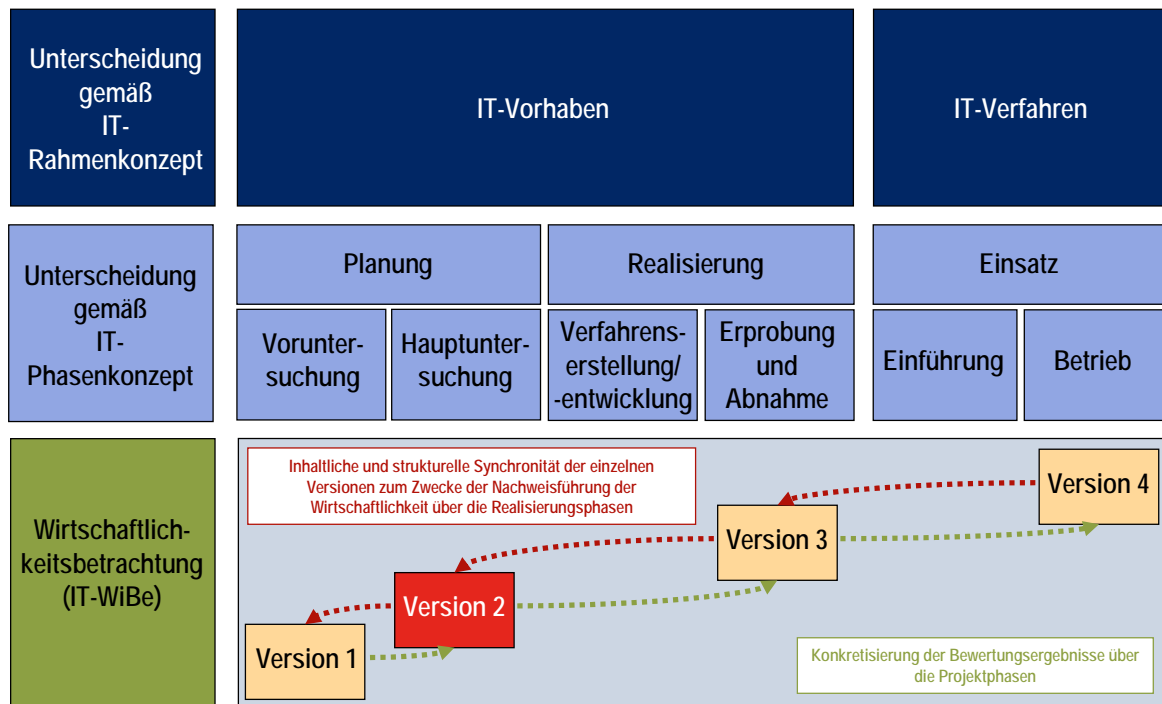 Unterscheidung
gemäß
IT-
Rahmenkonzept
IT-Vorhaben
IT-Verfahren
Unterscheidung
gemäß
IT-
Phasenkonzept
Planung
Realisierung
Einsatz
Vorunter-
suchung
Hauptunter-
suchung
Verfahrens-
erstellung/
-entwicklung
Erprobung
und
Abnahme
Einführung
Betrieb
Wirtschaftlich-
keitsbetrachtung
(IT-WiBe)
Inhaltliche und strukturelle Synchronität der einzelnen
Versionen zum Zwecke der Nachweisführung der
Wirtschaftlichkeit über die Realisierungsphasen
Version 4
Version 3
Version 2
Version 1
Konkretisierung der Bewertungsergebnisse über
die Projektphasen